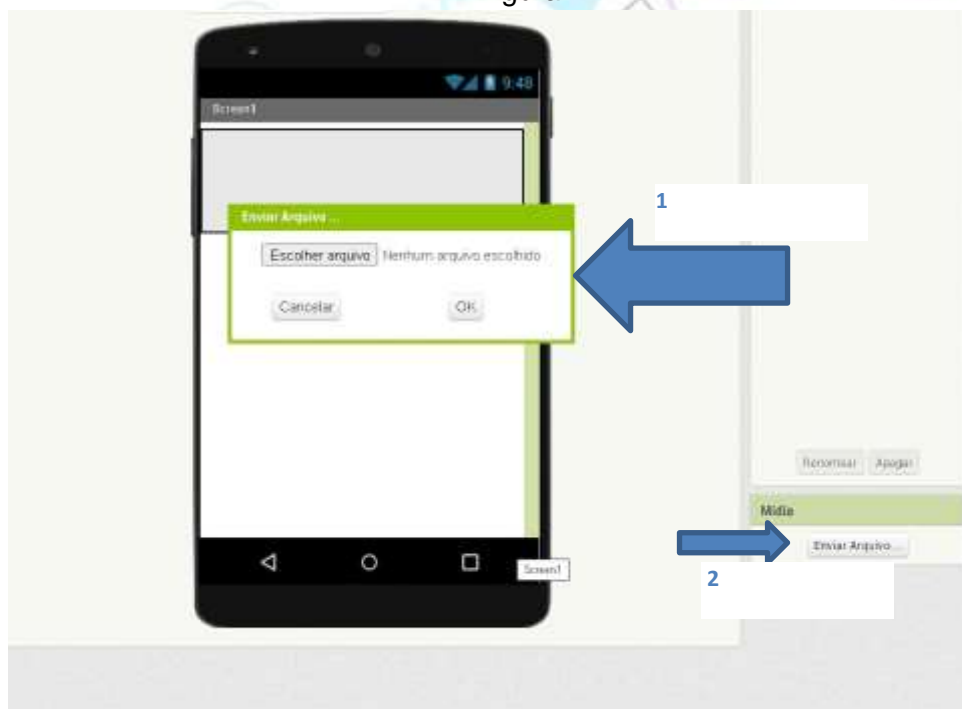 9:48
Screen1
1
Enviar Arquivo ...
Escolher arquivo Nenhum arquivo escolhido
Cancelar OK
Renomear Apagar
Mídia
Enviar Arquivo ...
Screen1
2